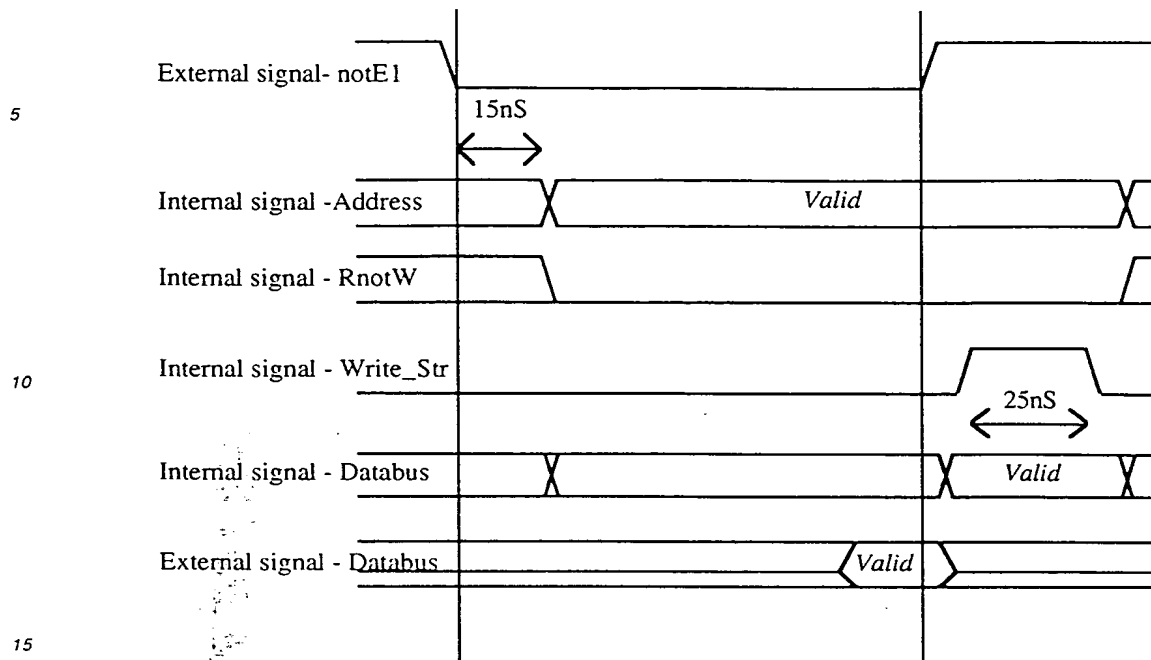 External signal- notE1
5
15nS
Internal signal -Address
Valid
Internal signal - RnotW
Internal signal - Write_Str
10
25nS
Internal signal - Databus
Valid
External signal - Databus
Valid
15